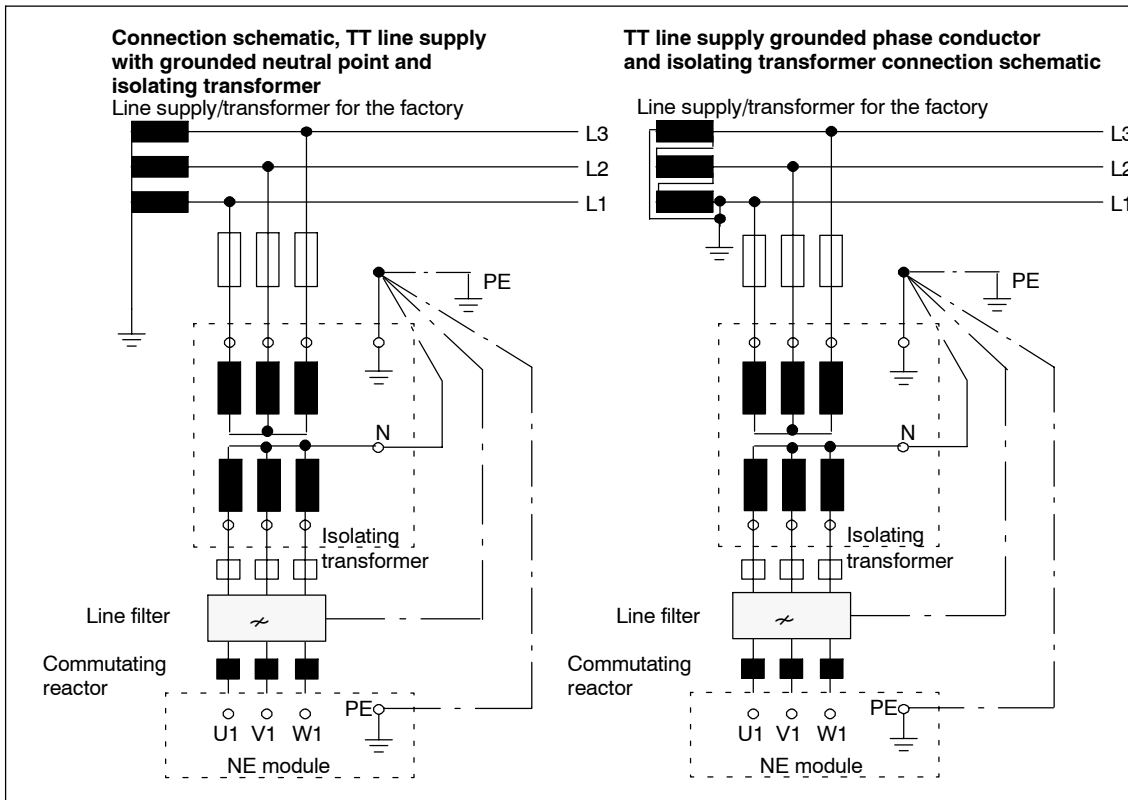 Connection schematic, TT line supply
with grounded neutral point and
isolating transformer
Line supply/transformer for the factory
L3
L2
L1
PE
N
Isolating
transformer
Line filter
Commutating
reactor
PE
U1 V1 W1
NE module
TT line supply grounded phase conductor
and isolating transformer connection schematic
Line supply/transformer for the factory
L3
L2
L1
PE
N
Isolating
transformer
Line filter
Commutating
reactor
PE
U1 V1 W1
NE module